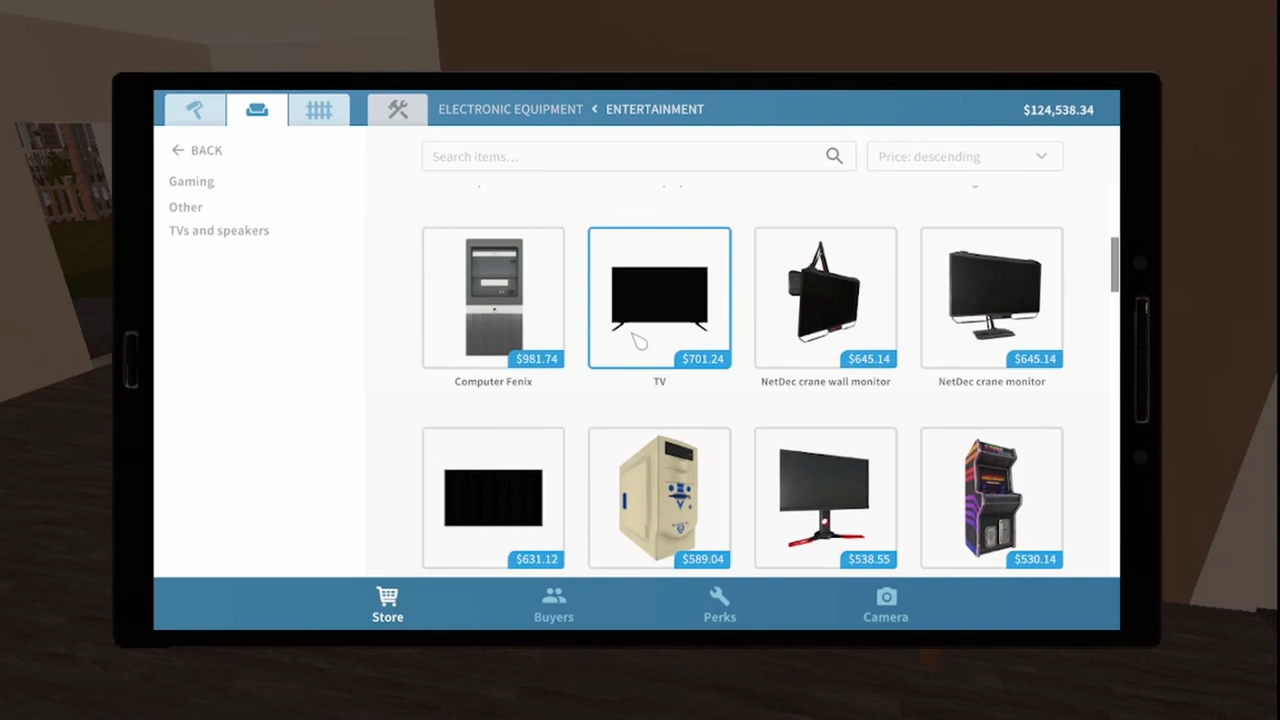 ELECTRONIC EQUIPMENT < ENTERTAINMENT
$124,538.34
← BACK
Gaming
Other
TVs and speakers
Search items...
Price: descending
$981.74
$701.24
$645.14
$645.14
Computer Fenix
TV
NetDec crane wall monitor
NetDec crane monitor
$631.12
$589.04
$538.55
$530.14
Store
Buyers
Perks
Camera